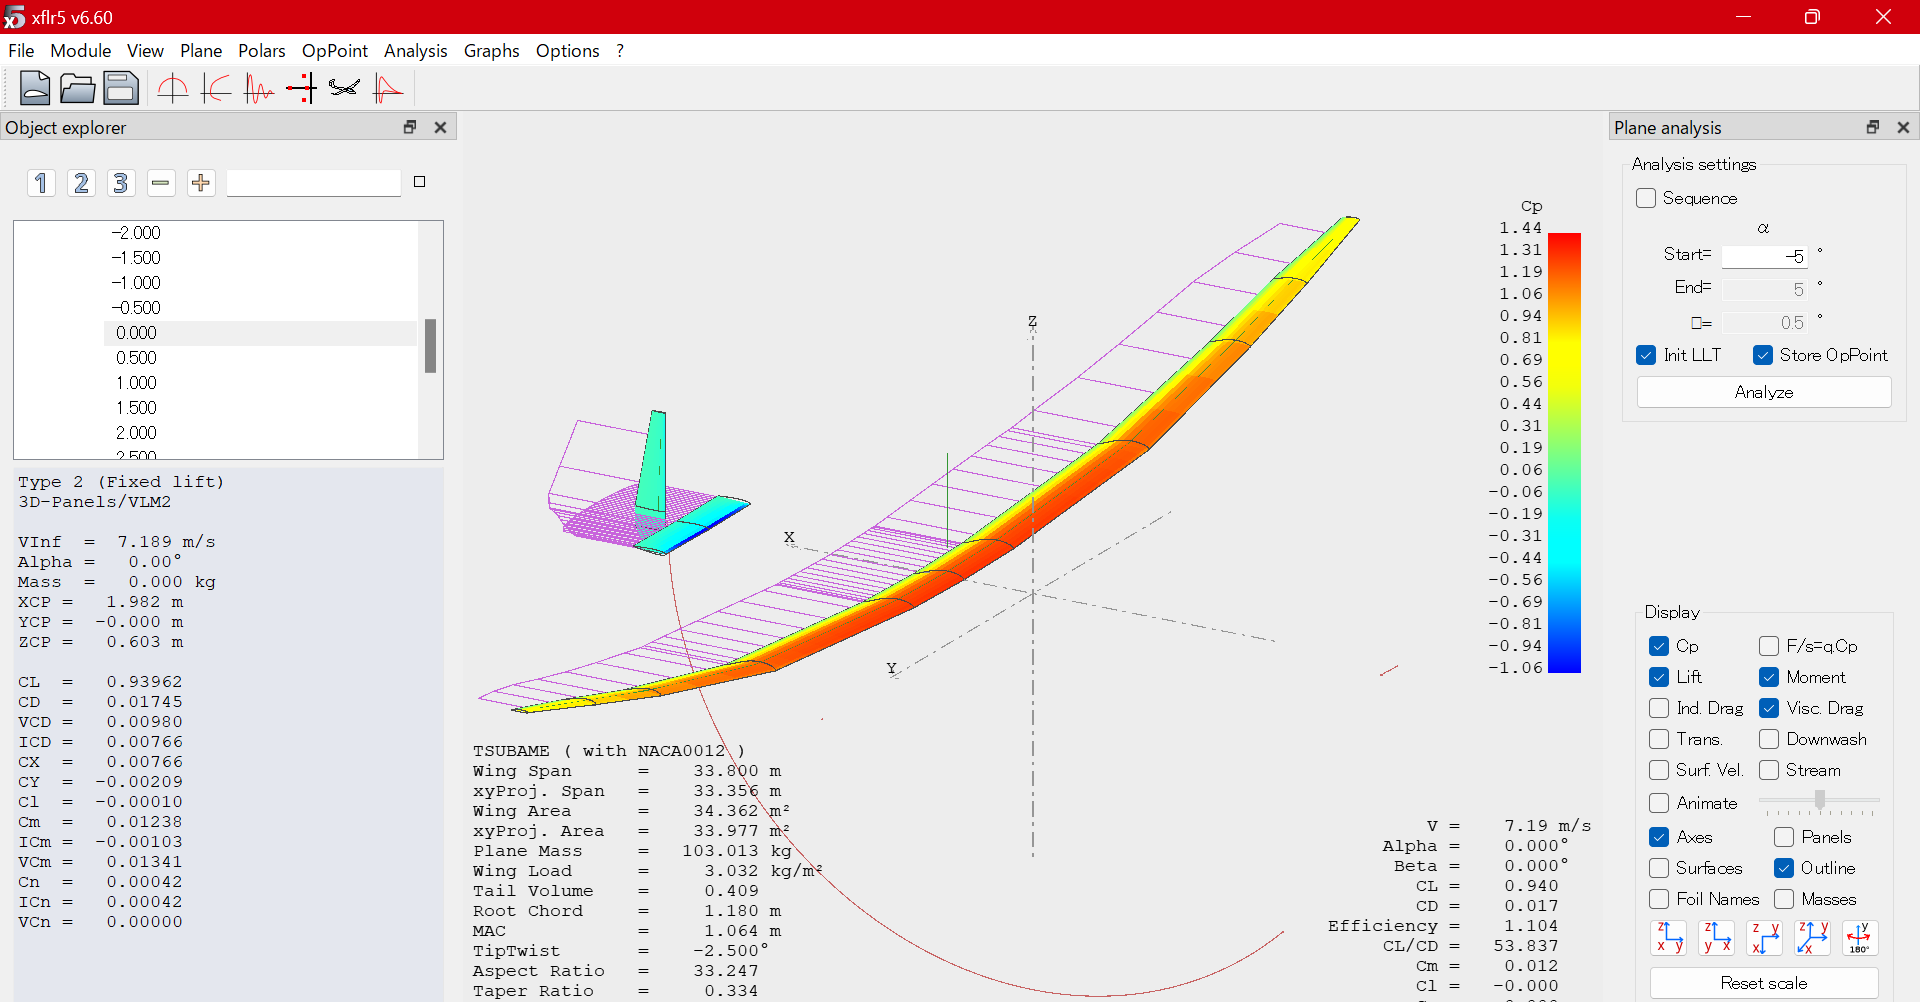 xflr5 v6.60
File Module View Plane Polars OpPoint Analysis Graphs Options ?
Object explorer
1 2 3
-2.000
-1.500
-1.000
-0.500
0.000
0.500
1.000
1.500
2.000
2.500
Type 2 (Fixed lift)
3D-Panels/VLM2
VInf = 7.189 m/s
Alpha = 0.00°
Mass = 0.000 kg
XCP = 1.982 m
YCP = -0.000 m
ZCP = 0.603 m
CL = 0.93962
CD = 0.01745
VCD = 0.00980
ICD = 0.00766
CX = 0.00766
CY = -0.00209
Cl = -0.00010
Cm = 0.01238
ICm = -0.00103
VCm = 0.01341
Cn = 0.00042
ICn = 0.00042
VCn = 0.00000
Z
X
Y
TSUBAME ( with NACA0012 )
Wing Span = 33.800 m
xyProj. Span = 33.356 m
Wing Area = 34.362 m²
xyProj. Area = 33.977 m²
Plane Mass = 103.013 kg
Wing Load = 3.032 kg/m²
Tail Volume = 0.409
Root Chord = 1.180 m
MAC = 1.064 m
TipTwist = -2.500°
Aspect Ratio = 33.247
Taper Ratio = 0.334
Cp
1.44
1.31
1.19
1.06
0.94
0.81
0.69
0.56
0.44
0.31
0.19
0.06
-0.06
-0.19
-0.31
-0.44
-0.56
-0.69
-0.81
-0.94
-1.06
V = 7.19 m/s
Alpha = 0.000°
Beta = 0.000°
CL = 0.940
CD = 0.017
Efficiency = 1.104
CL/CD = 53.837
Cm = 0.012
Cl = -0.000
Plane analysis
Analysis settings
Sequence
α
Start= -5 °
End= 5 °
□= 0.5 °
Init LLT Store OpPoint
Analyze
Display
Cp F/s=q.Cp
Lift Moment
Ind. Drag Visc. Drag
Trans. Downwash
Surf. Vel. Stream
Animate
Axes Panels
Surfaces Outline
Foil Names Masses
z x y z y x z y x z y x y 180°
Reset scale